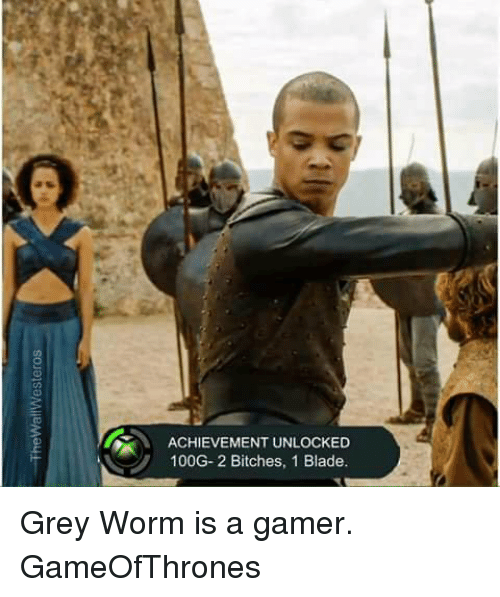 TheWallWesteros
ACHIEVEMENT UNLOCKED
100G- 2 Bitches, 1 Blade.
Grey Worm is a gamer.
GameOfThrones